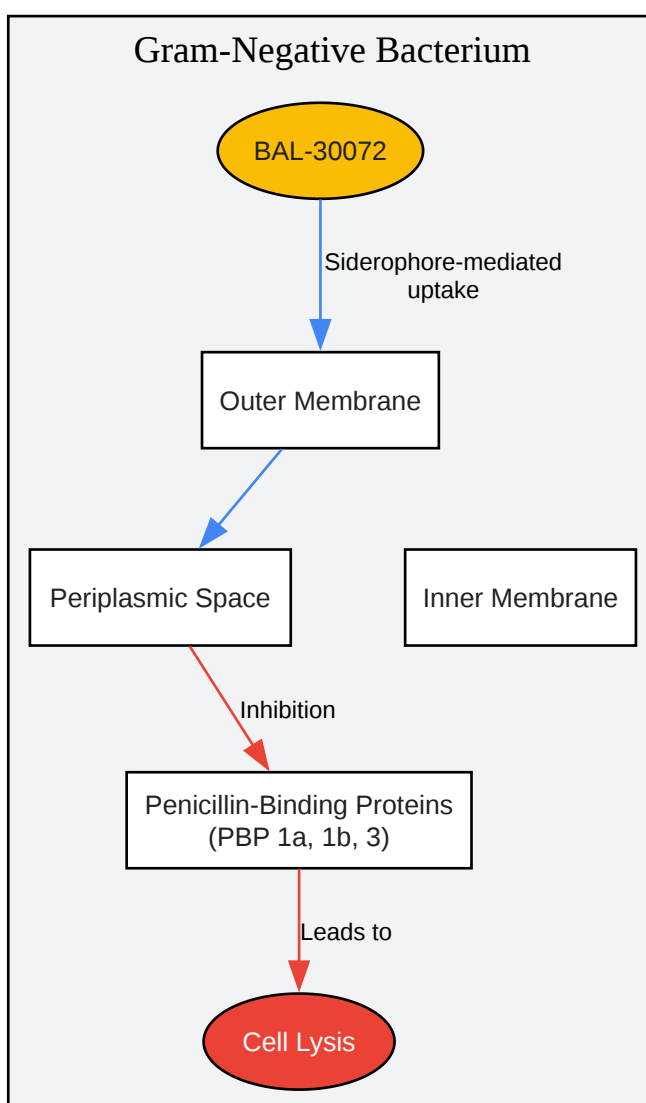 Gram-Negative Bacterium
BAL-30072
Siderophore-mediated
uptake
Outer Membrane
Periplasmic Space
Inner Membrane
Inhibition
Penicillin-Binding Proteins
(PBP 1a, 1b, 3)
Leads to
Cell Lysis